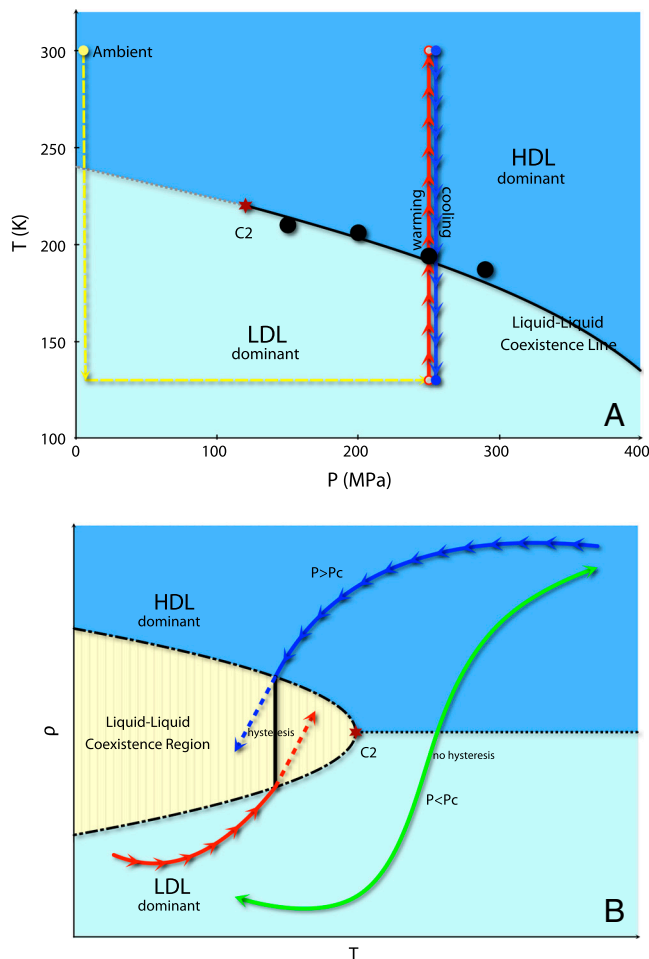 300
Ambient
250
HDL
dominant
warming
cooling
T (K)
200
C2
150
LDL
dominant
Liquid-Liquid
Coexistence Line
A
100
0
100
200
300
400
P (MPa)
P>Pc
HDL
dominant
ρ
Liquid-Liquid
Coexistence Region
hysteresis
C2
no hysteresis
P<Pc
LDL
dominant
B
T